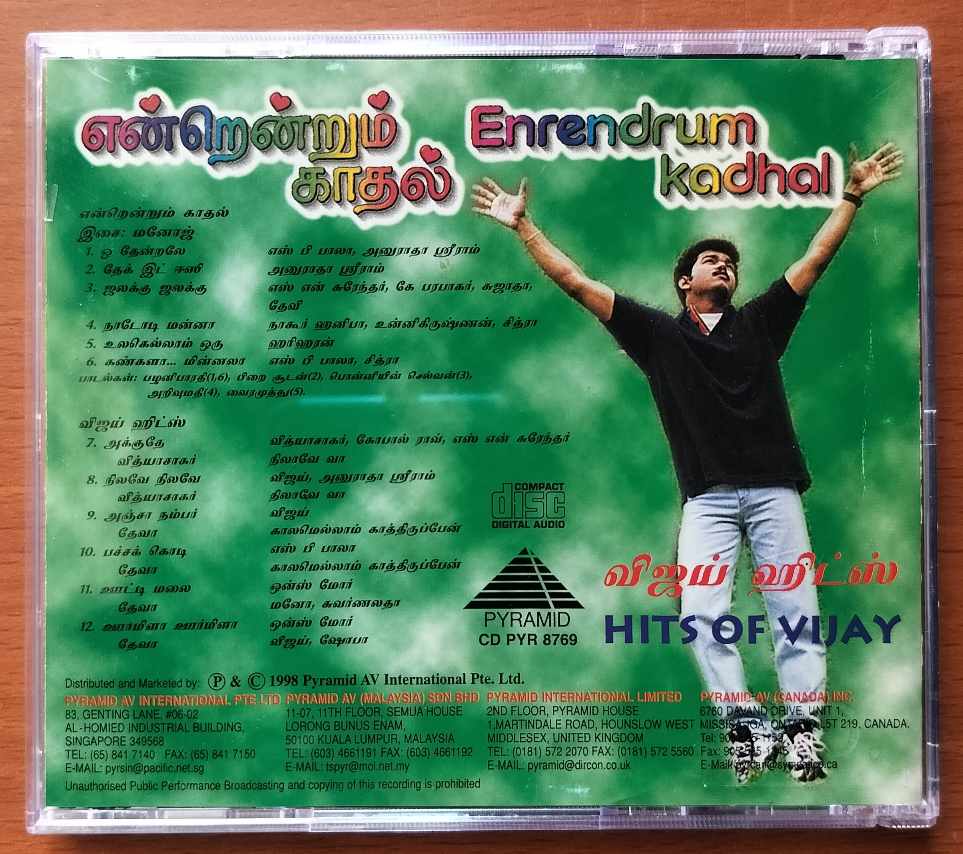 என்றென்றும்
காதல்
Enrendrum
kadhal
என்றென்றும் காதல்
இசை: மனோஜ்
1. ஓ தென்றலே எஸ் பி பாலா, அனுராதா ஸ்ரீராம்
2. தேக் இட் ஈஸி அனுராதா ஸ்ரீராம்
3. ஜலக்கு ஜலக்கு எஸ் என் சுரேந்தர், கே பரபாகர், சுஜாதா,
தேவி
4. நாடோடி மன்னா நாகூர் ஹனிபா, உன்னிகிருஷ்ணன், சித்ரா
5. உலகெல்லாம் ஒரு ஹரிஹரன்
6. கண்களா... மின்னலா எஸ் பி பாலா, சித்ரா
பாடல்கள்: பழனிபாரதி(1,6), பிறை சூடன்(2), பொன்னியின் செல்வன்(3),
அறிவுமதி(4), வைரமுத்து(5).
விஜய் ஹிட்ஸ்
7. அக்குதே வித்யாசாகர், கோபால் ராவ், எஸ் என் சுரேந்தர்
வித்யாசாகர் நிலாவே வா
8. நிலவே நிலவே விஜய், அனுராதா ஸ்ரீராம்
வித்யாசாகர் நிலாவே வா
9. அஞ்சா நம்பர் விஜய்
தேவா காலமெல்லாம் காத்திருப்பேன்
10. பச்சக் கொடி எஸ் பி பாலா
தேவா காலமெல்லாம் காத்திருப்பேன்
11. ஊட்டி மலை ஒன்ஸ் மோர்
தேவா மனோ, சுவர்ணலதா
12. ஊர்மிளா ஊர்மிளா ஒன்ஸ் மோர்
தேவா விஜய், ஷோபா
COMPACT
disc
DIGITAL AUDIO
PYRAMID
CD PYR 8769
விஜய் ஹிட்ஸ்
HITS OF VIJAY
Distributed and Marketed by: Ⓟ & © 1998 Pyramid AV International Pte. Ltd.
PYRAMID AV INTERNATIONAL PTE LTD
83, GENTING LANE, #06-02
AL-HOMIED INDUSTRIAL BUILDING,
SINGAPORE 349568
TEL: (65) 841 7140 FAX: (65) 841 7150
E-MAIL: pyrsin@pacific.net.sg
PYRAMID AV (MALAYSIA) SDN BHD
11-07, 11TH FLOOR, SEMUA HOUSE
LORONG BUNUS ENAM,
50100 KUALA LUMPUR, MALAYSIA
TEL: (603) 4661191 FAX: (603) 4661192
E-MAIL: tspyr@mol.net.my
PYRAMID INTERNATIONAL LIMITED
2ND FLOOR, PYRAMID HOUSE
1,MARTINDALE ROAD, HOUNSLOW WEST
MIDDLESEX, UNITED KINGDOM
TEL: (0181) 572 2070 FAX: (0181) 572 5560
E-MAIL: pyramid@dircon.co.uk
PYRAMID AV (CANADA) INC.
6760 DAVAND DRIVE, UNIT 1,
L5T 219. CANADA.
Tel:
Fax:
E-Mail:
Unauthorised Public Performance Broadcasting and copying of this recording is prohibited